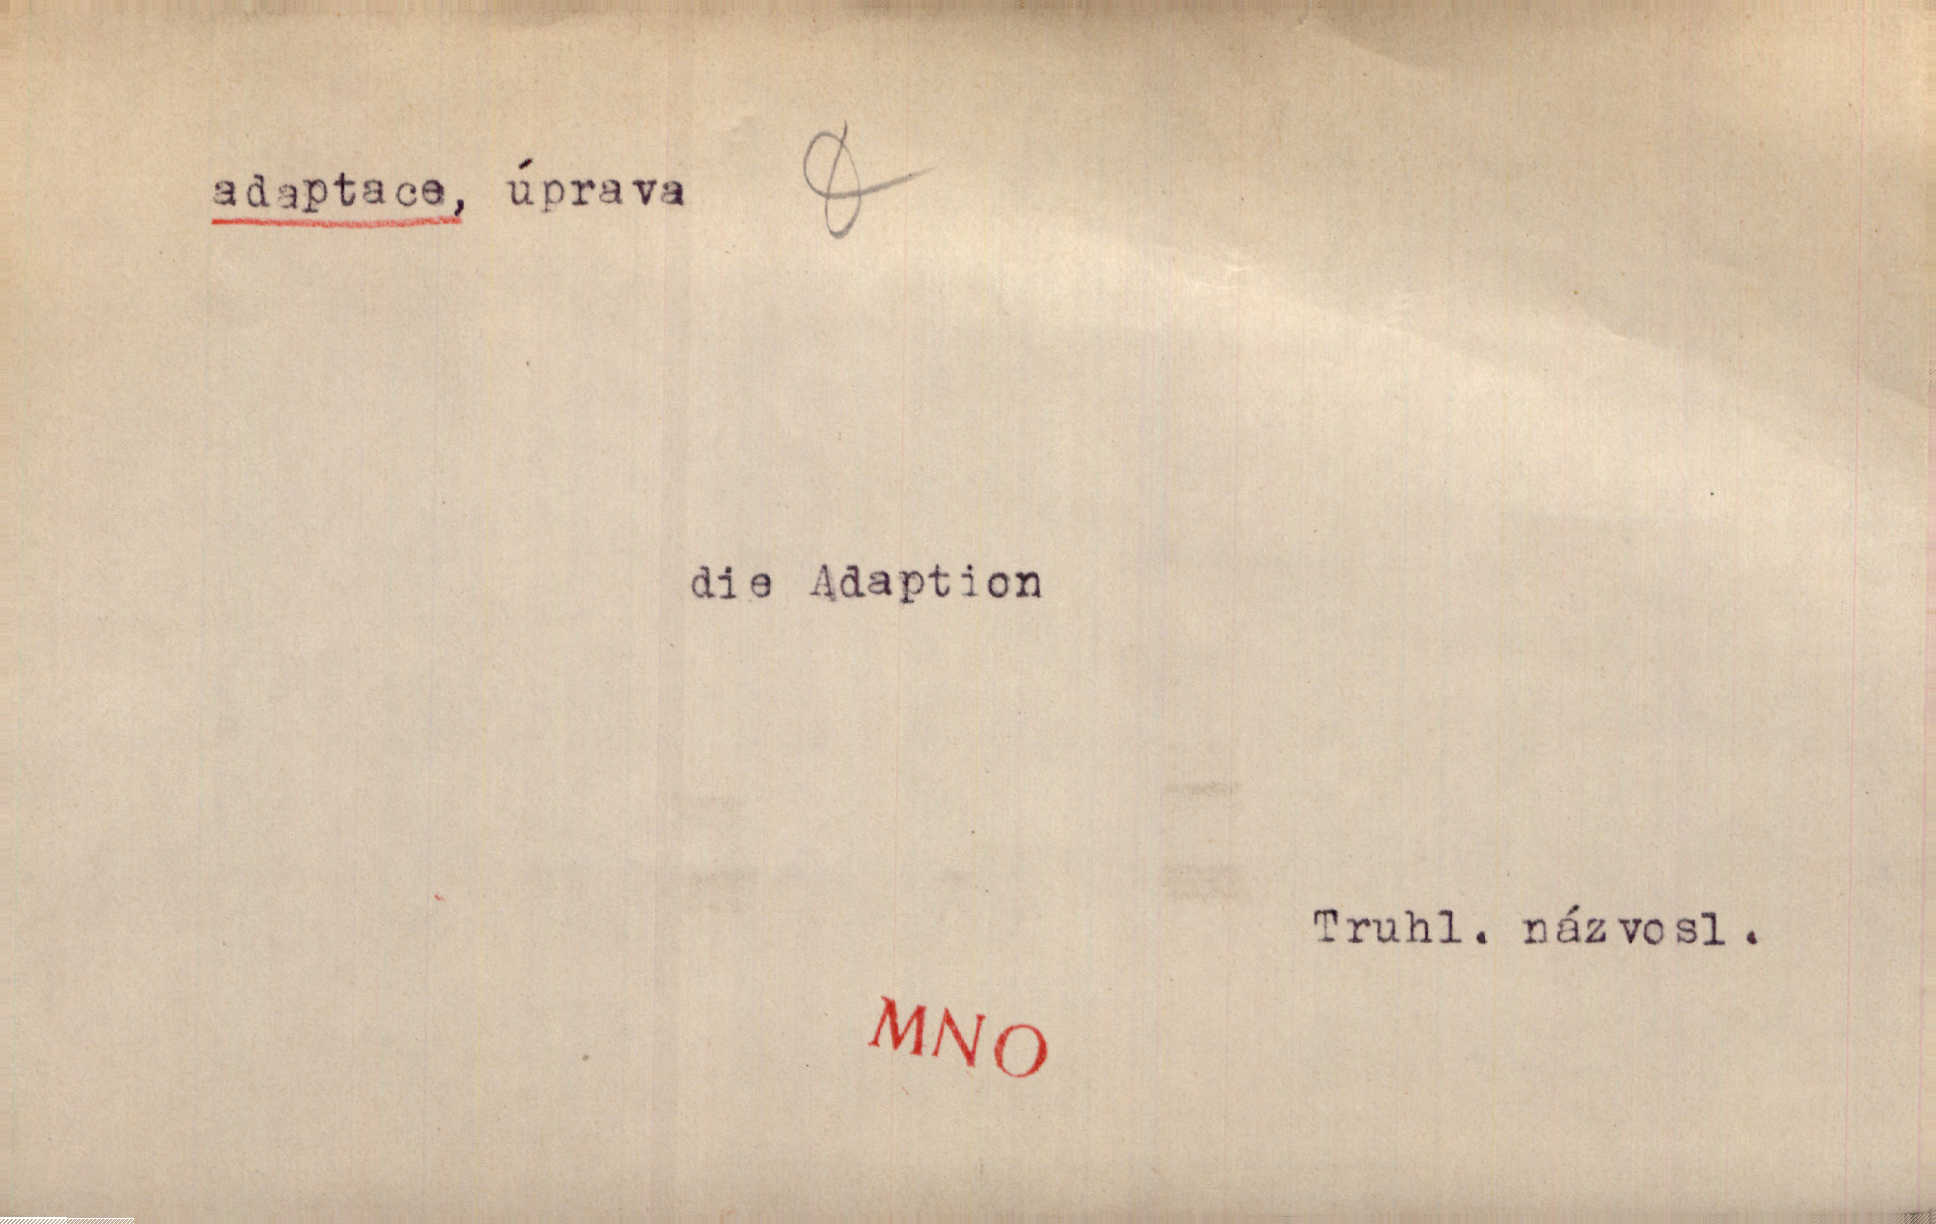 adaptace, úprava
die Adaption
Truhl. názvosl.
MNO